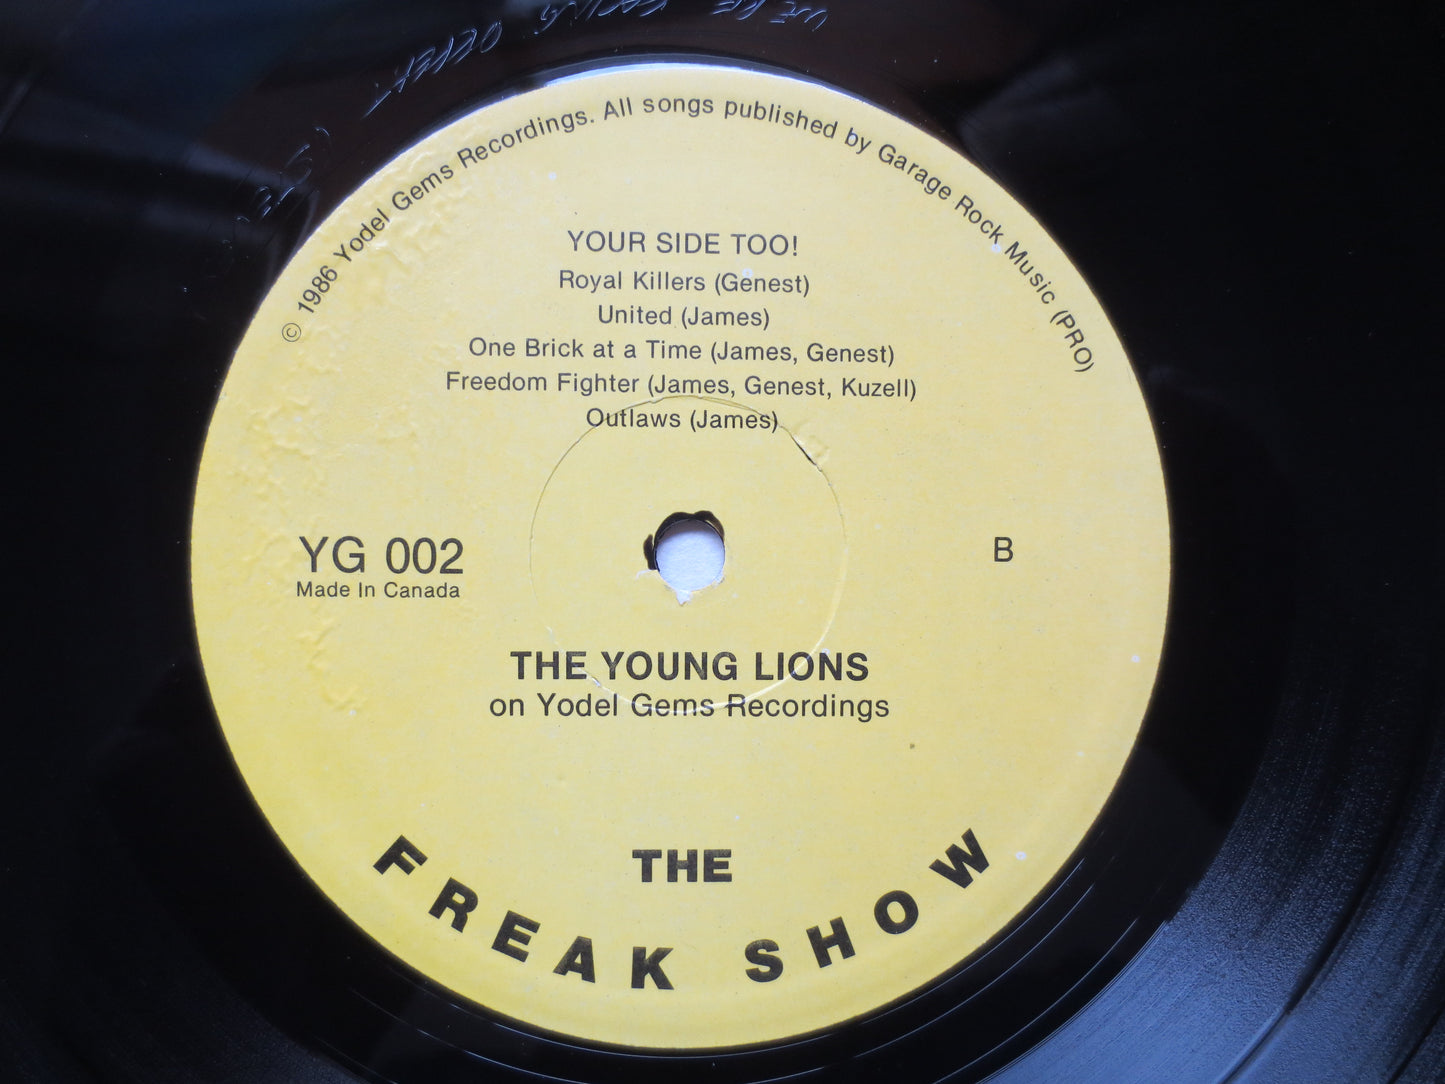 © 1986 Yodel Gems Recordings. All songs published by Garage Rock Music (PRO)
YOUR SIDE TOO!
Royal Killers (Genest)
United (James)
One Brick at a Time (James, Genest)
Freedom Fighter (James, Genest, Kuzell)
Outlaws (James)
YG 002
Made In Canada
B
THE YOUNG LIONS
on Yodel Gems Recordings
THE
FREAK SHOW